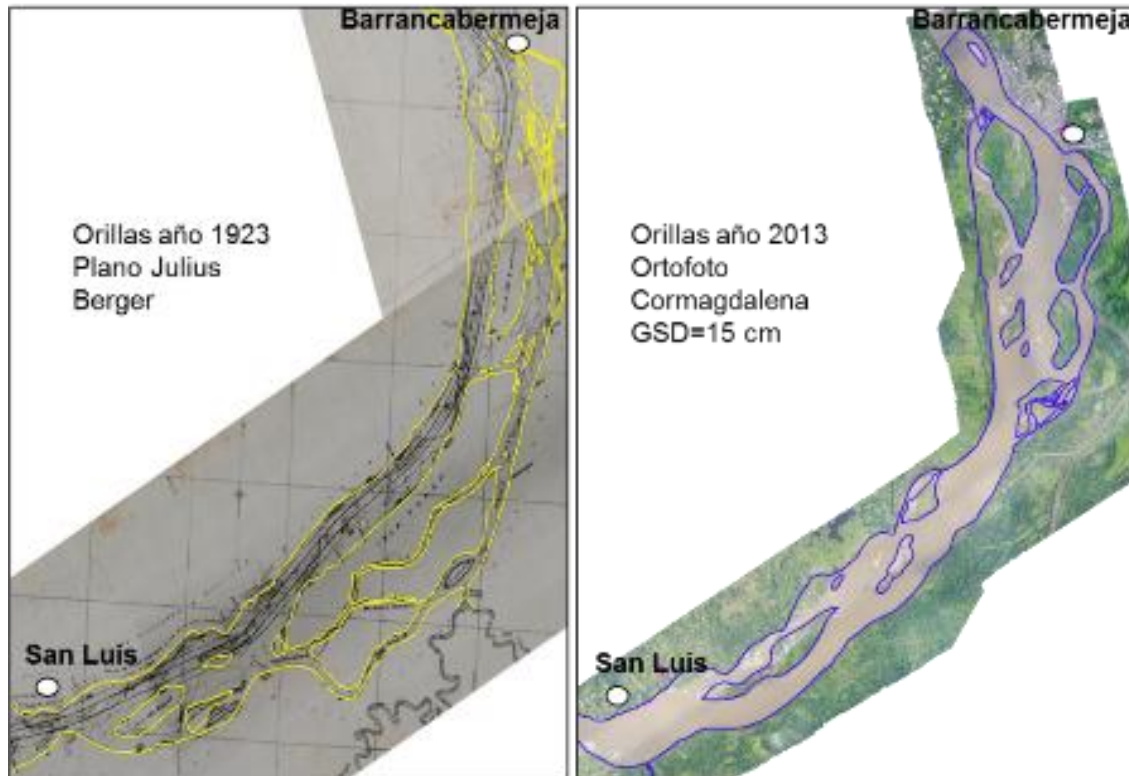 Barrancabermeja
Orillas año 1923
Plano Julius
Berger
San Luis
Barrancabermeja
Orillas año 2013
Ortofoto
Cormagdalena
GSD=15 cm
San Luis